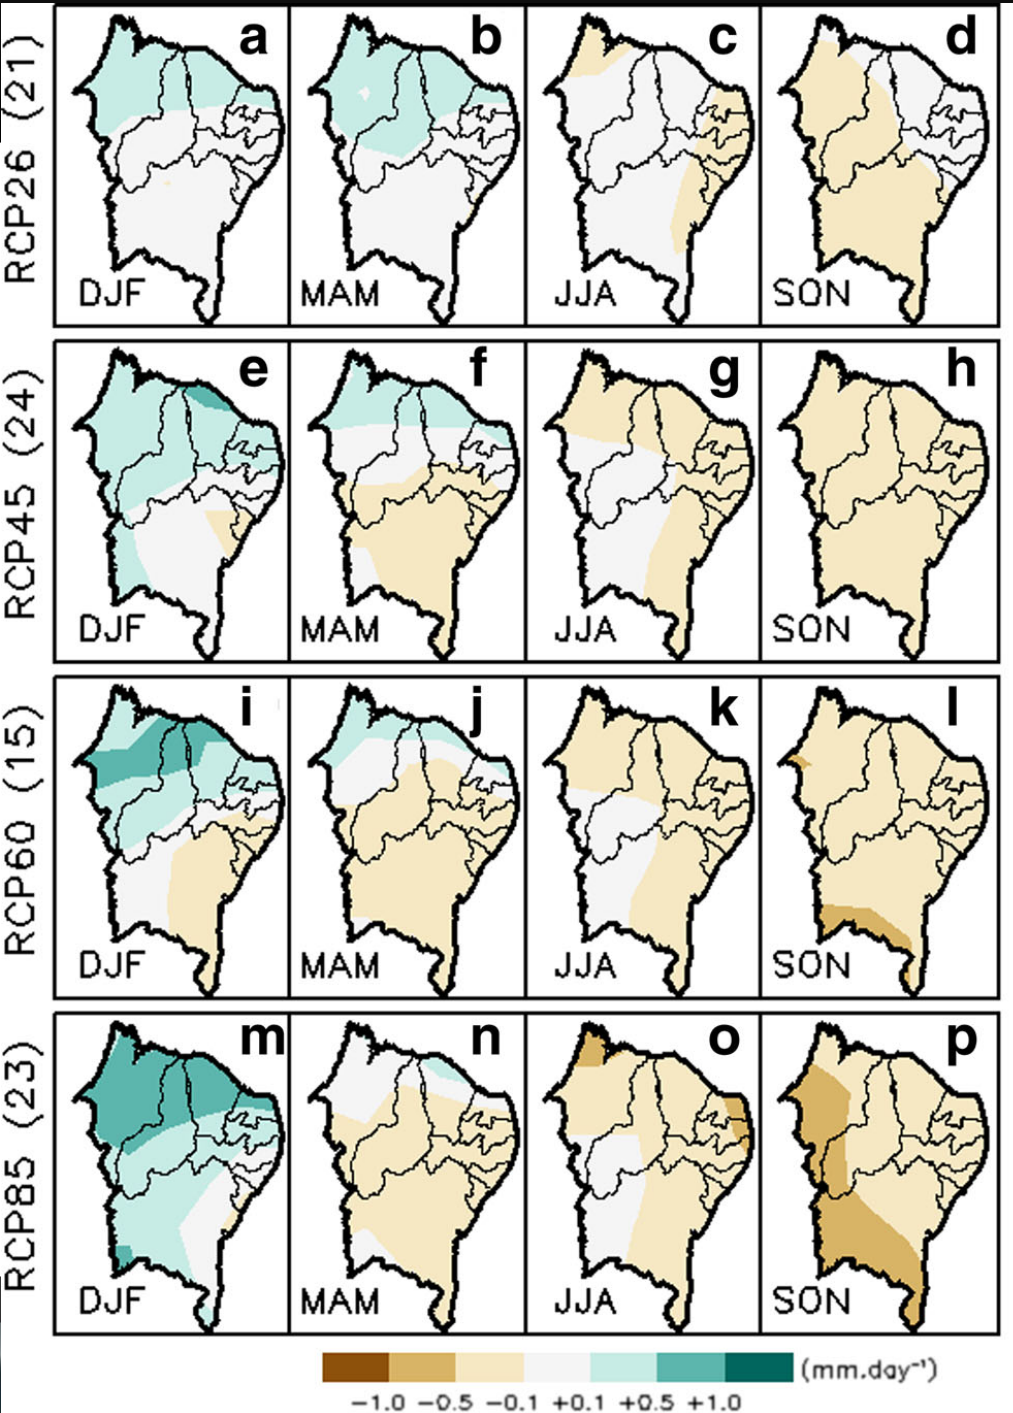 a
b
c
d
RCP26 (21)
DJF
MAM
JJA
SON
e
f
g
h
RCP45 (24)
DJF
MAM
JJA
SON
i
j
k
l
RCP60 (15)
DJF
MAM
JJA
SON
m
n
o
p
RCP85 (23)
DJF
MAM
JJA
SON
(mm.day⁻¹)
−1.0 −0.5 −0.1 +0.1 +0.5 +1.0